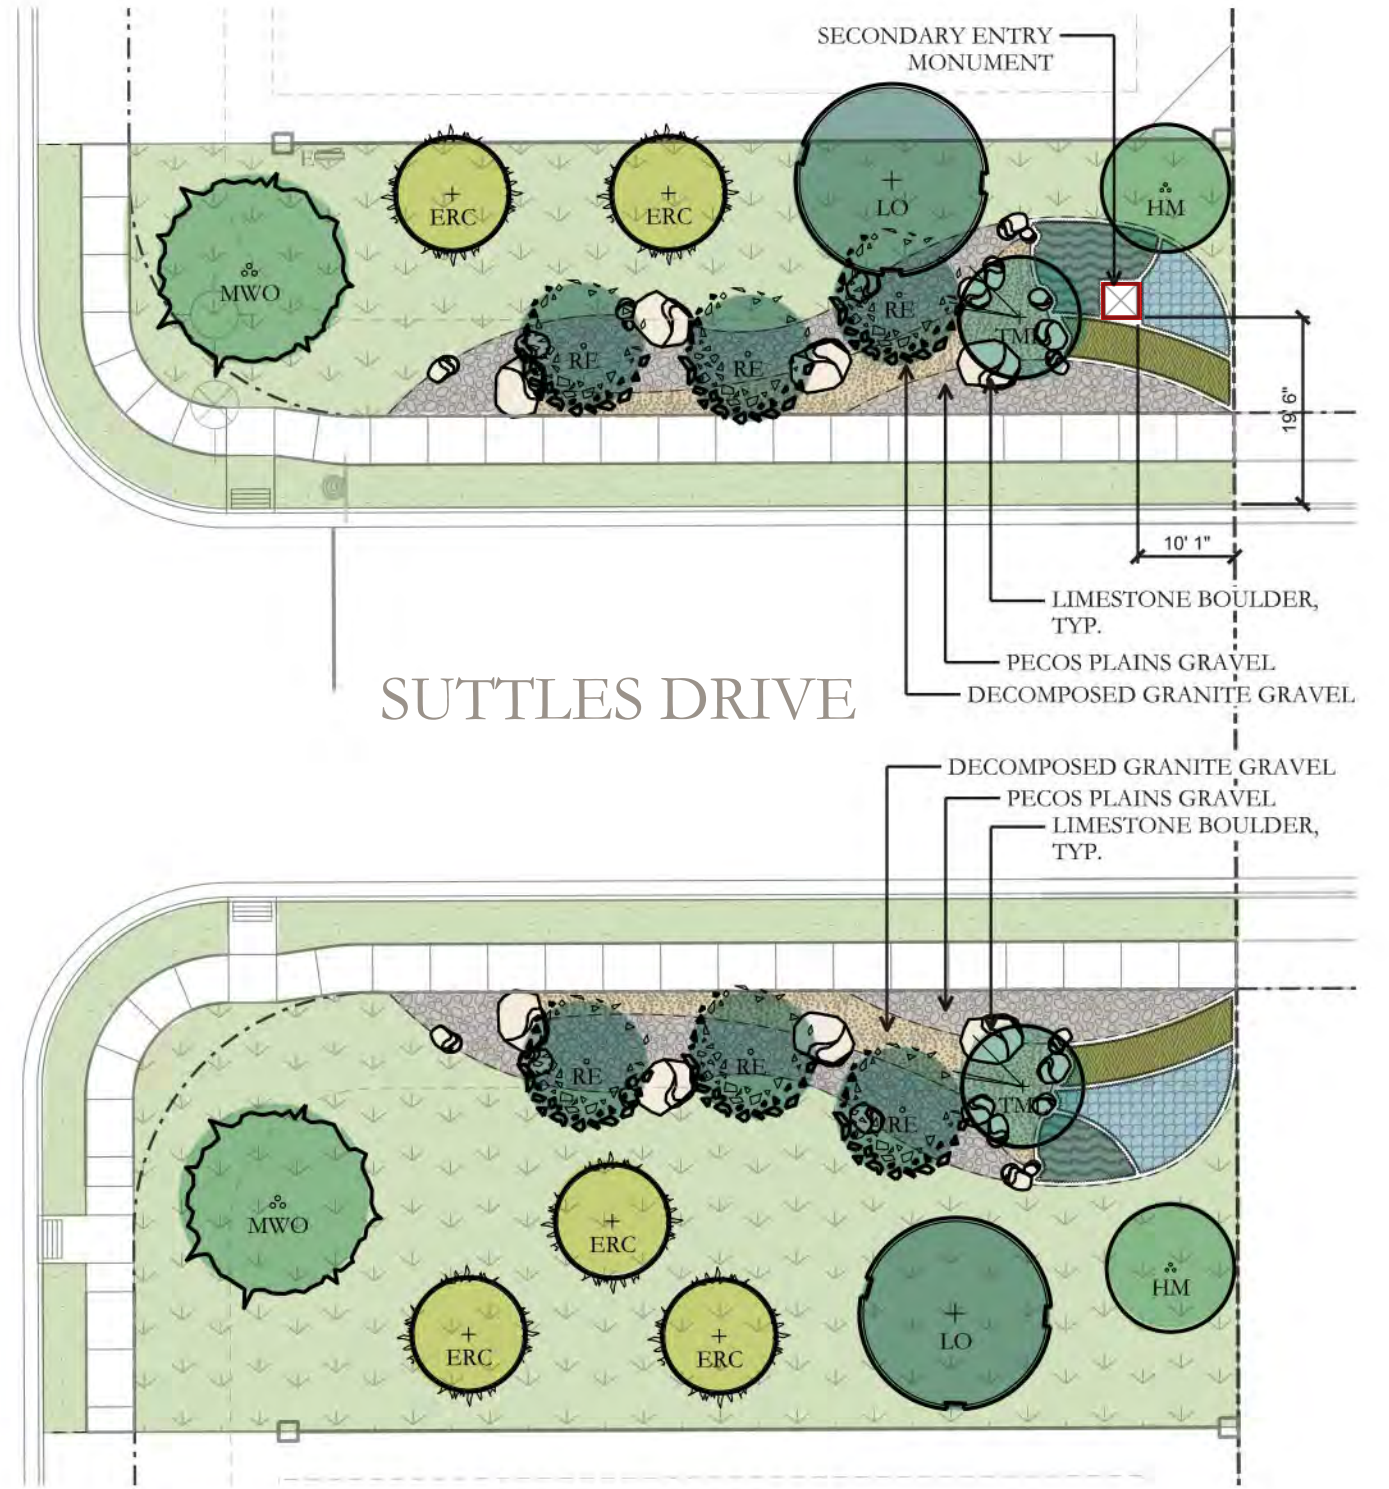 SECONDARY ENTRY
MONUMENT
ERC
ERC
LO
HM
MWO
RE
TM
RE
RE
19' 6"
10' 1"
LIMESTONE BOULDER,
TYP.
PECOS PLAINS GRAVEL
DECOMPOSED GRANITE GRAVEL
SUTTLES DRIVE
DECOMPOSED GRANITE GRAVEL
PECOS PLAINS GRAVEL
LIMESTONE BOULDER,
TYP.
RE
RE
RE
TM
MWO
ERC
HM
LO
ERC
ERC